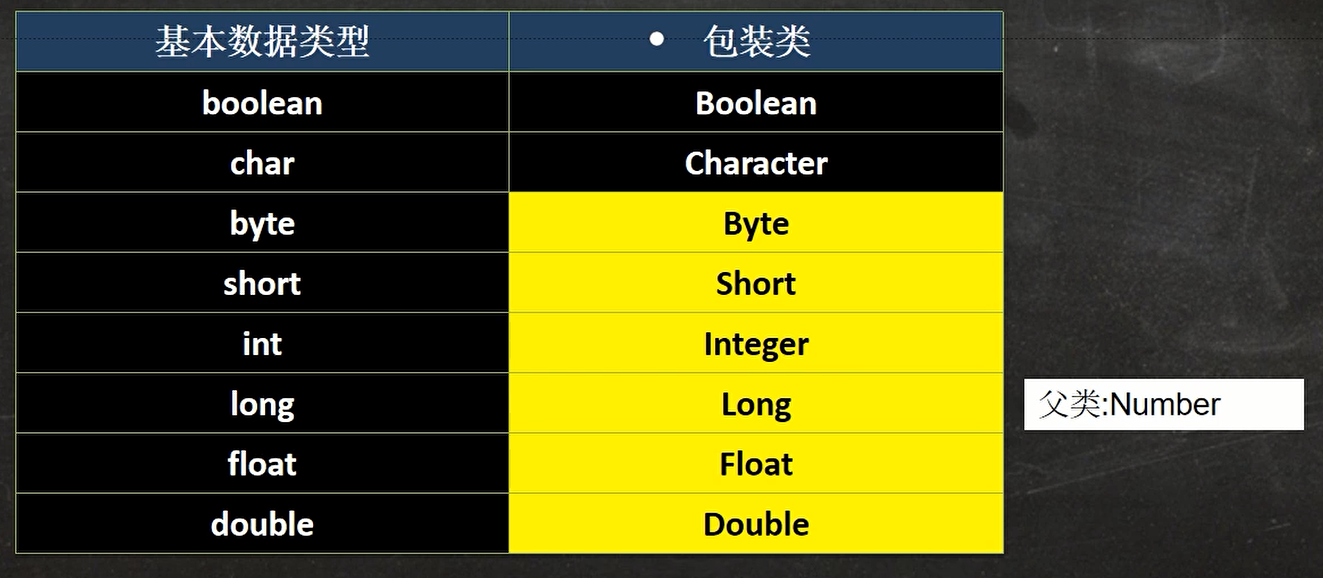 基本数据类型 • 包装类
boolean Boolean
char Character
byte Byte
short Short
int Integer
long Long
父类:Number
float Float
double Double